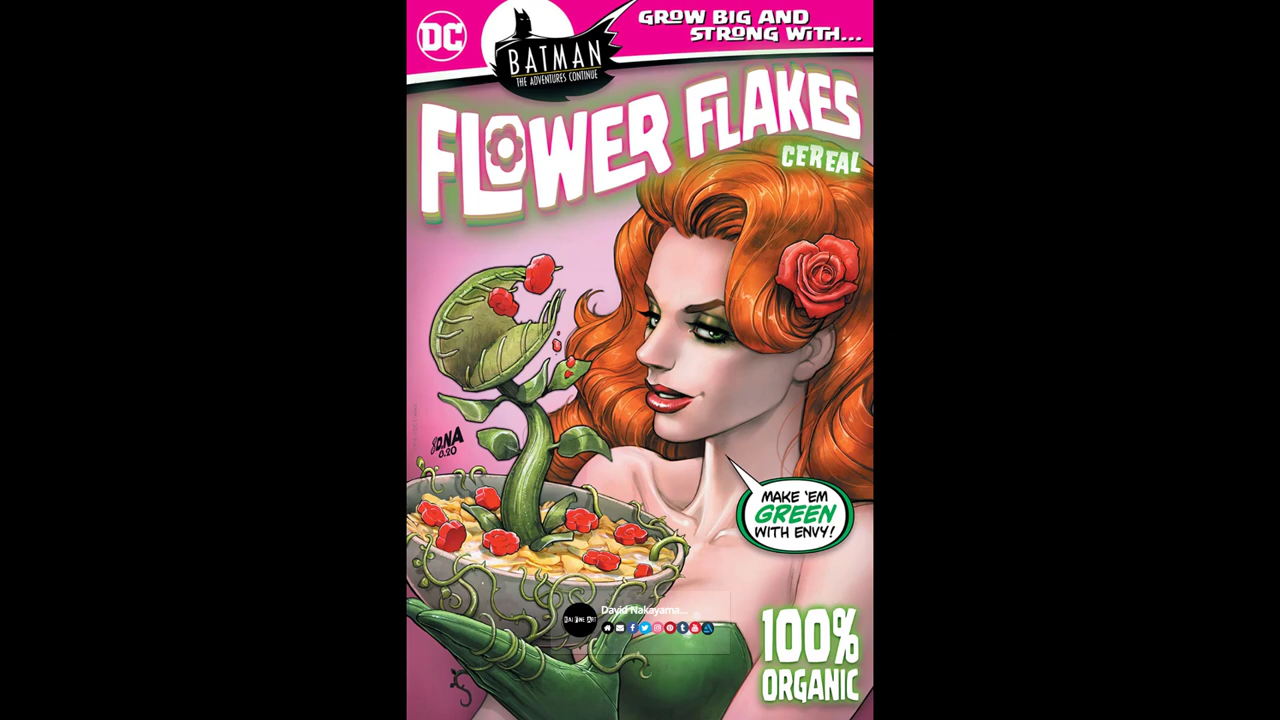 DC
BATMAN
THE ADVENTURES CONTINUE
GROW BIG AND
STRONG WITH...
FLOWER FLAKES
CEREAL
DNA
8.20
MAKE 'EM
GREEN
WITH ENVY!
David Nakayama...
100%
ORGANIC